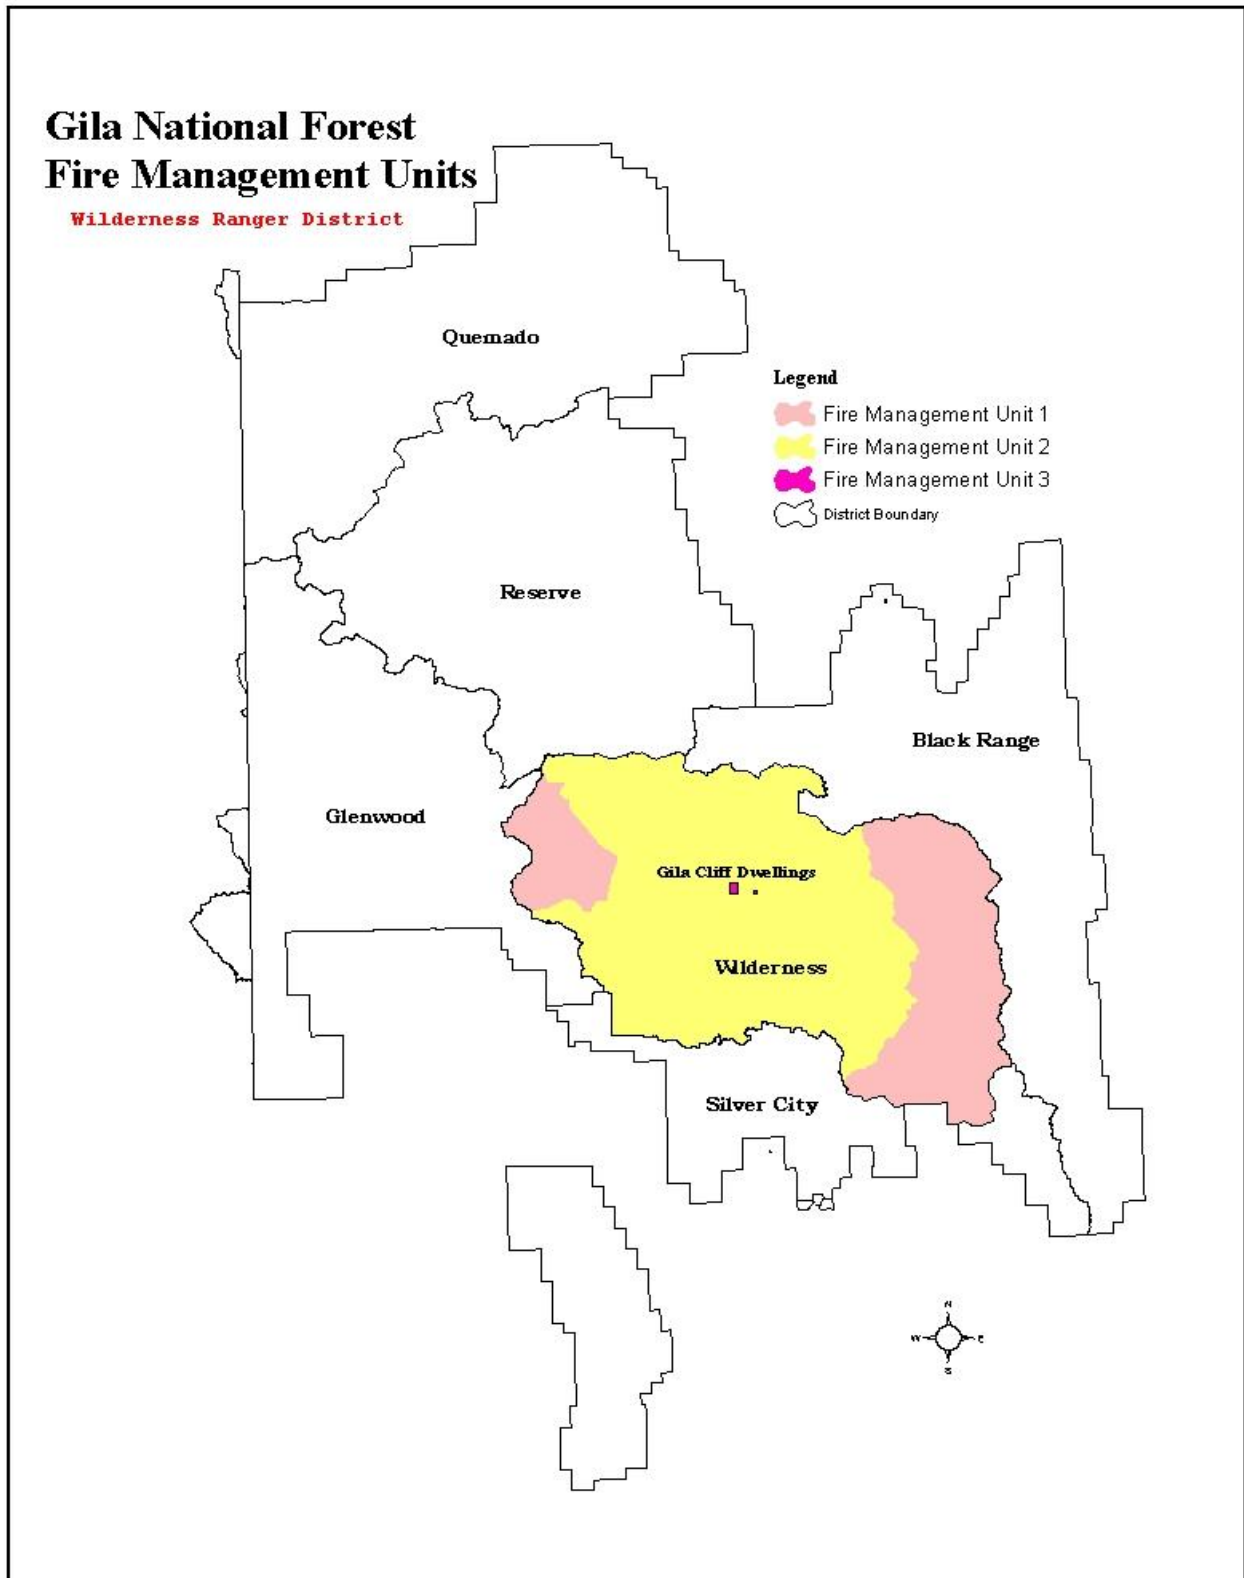 Gila National Forest
Fire Management Units
Wilderness Ranger District
Quemado
Legend
Fire Management Unit 1
Fire Management Unit 2
Fire Management Unit 3
District Boundary
Reserve
Black Range
Glenwood
Gila Cliff Dwellings
Wilderness
Silver City
N
W
E
S